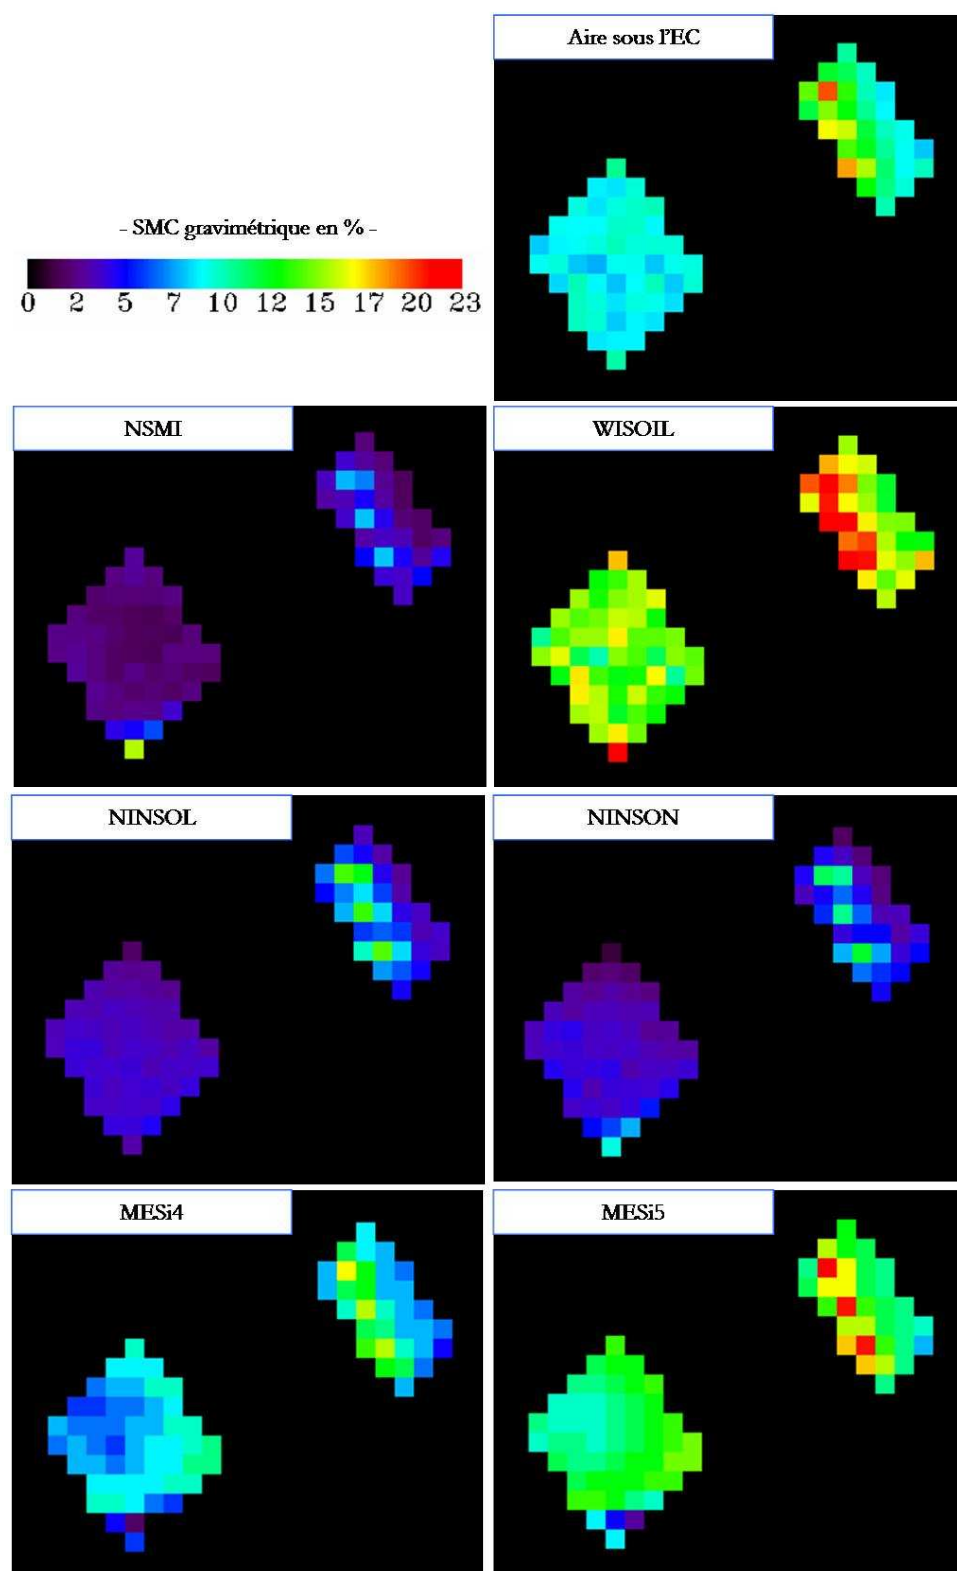 Aire sous l'EC
- SMC gravimétrique en % -
0 2 5 7 10 12 15 17 20 23
NSMI
WISOIL
NINSOL
NINSON
MESi4
MESi5